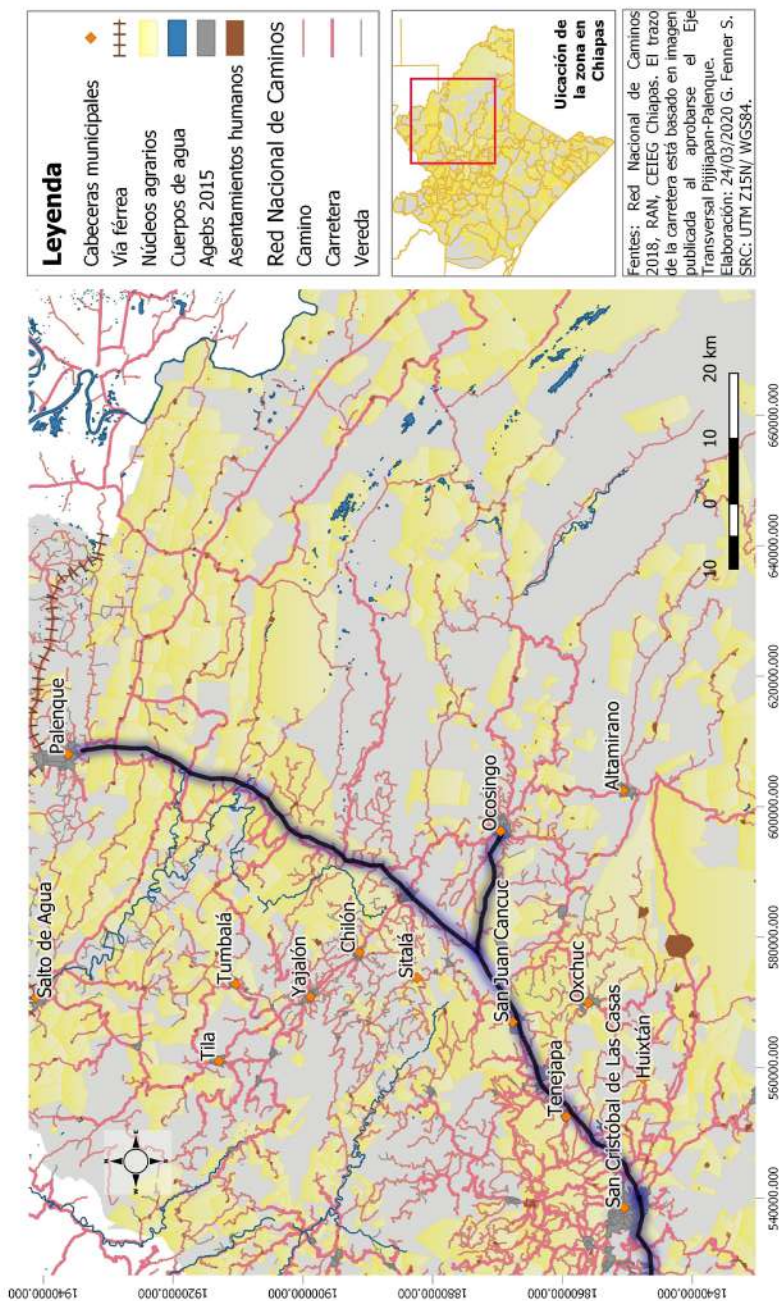 Leyenda
Cabeceras municipales
Vía férrea
Núcleos agrarios
Cuerpos de agua
Agebs 2015
Asentamientos humanos
Red Nacional de Caminos
Camino
Carretera
Vereda
Uicación de
la zona en
Chiapas
Fentes: Red Nacional de Caminos
2018, RAN, CEIEG Chiapas. El trazo
de la carretera está basado en imagen
publicada al aprobarse el Eje
Transversal Pijijiapan-Palenque.
Elaboración: 24/03/2020 G. Fenner S.
SRC: UTM Z15N/ WGS84.
Salto de Agua
Palenque
Tila
Tumbalá
Yajalón
Chilón
Sitalá
Ocosingo
San Juan Cancuc
Tenejapa
Oxchuc
Altamirano
San Cristóbal de Las Casas
Huixtán
10 0 10 20 km
1940000.000
1920000.000
1900000.000
1880000.000
1860000.000
1840000.000
540000.000
560000.000
580000.000
600000.000
620000.000
640000.000
660000.000